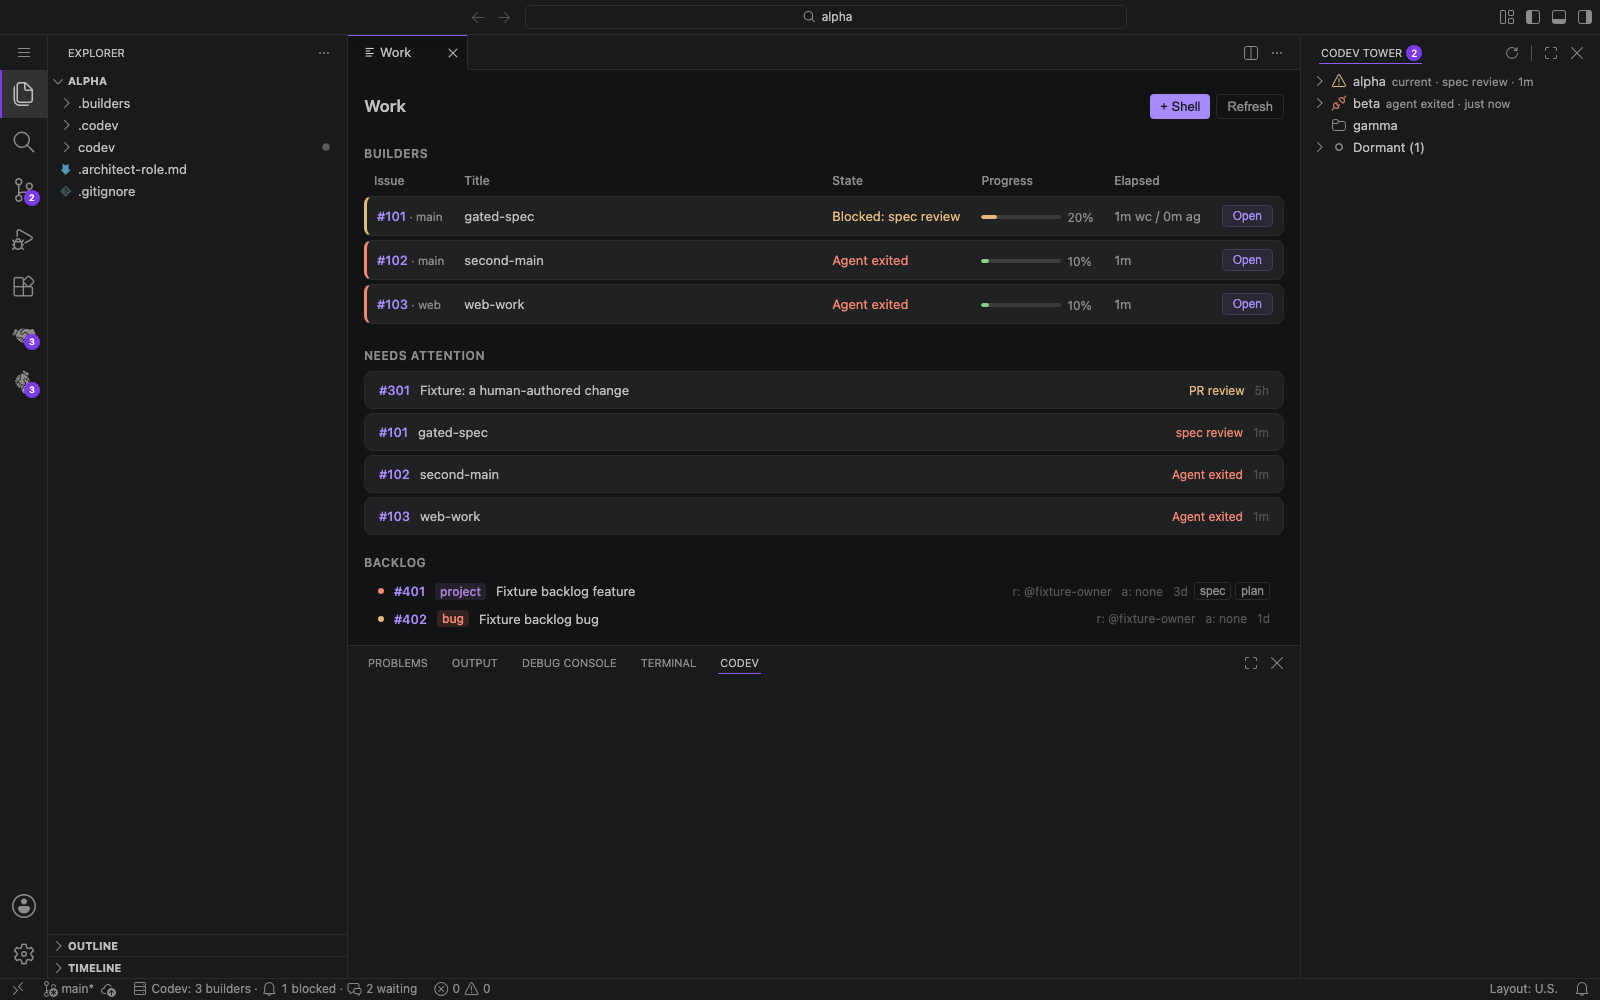 alpha
EXPLORER
ALPHA
.builders
.codev
codev
.architect-role.md
.gitignore
2
3
3
OUTLINE
TIMELINE
Work
Work
+ Shell
Refresh
BUILDERS
Issue Title State Progress Elapsed
#101 · main gated-spec Blocked: spec review 20% 1m wc / 0m ag Open
#102 · main second-main Agent exited 10% 1m Open
#103 · web web-work Agent exited 10% 1m Open
NEEDS ATTENTION
#301 Fixture: a human-authored change PR review 5h
#101 gated-spec spec review 1m
#102 second-main Agent exited 1m
#103 web-work Agent exited 1m
BACKLOG
#401 project Fixture backlog feature r: @fixture-owner a: none 3d spec plan
#402 bug Fixture backlog bug r: @fixture-owner a: none 1d
PROBLEMS OUTPUT DEBUG CONSOLE TERMINAL CODEV
CODEV TOWER 2
alpha current · spec review · 1m
beta agent exited · just now
gamma
Dormant (1)
main* Codev: 3 builders · 1 blocked · 2 waiting 0 0 Layout: U.S.